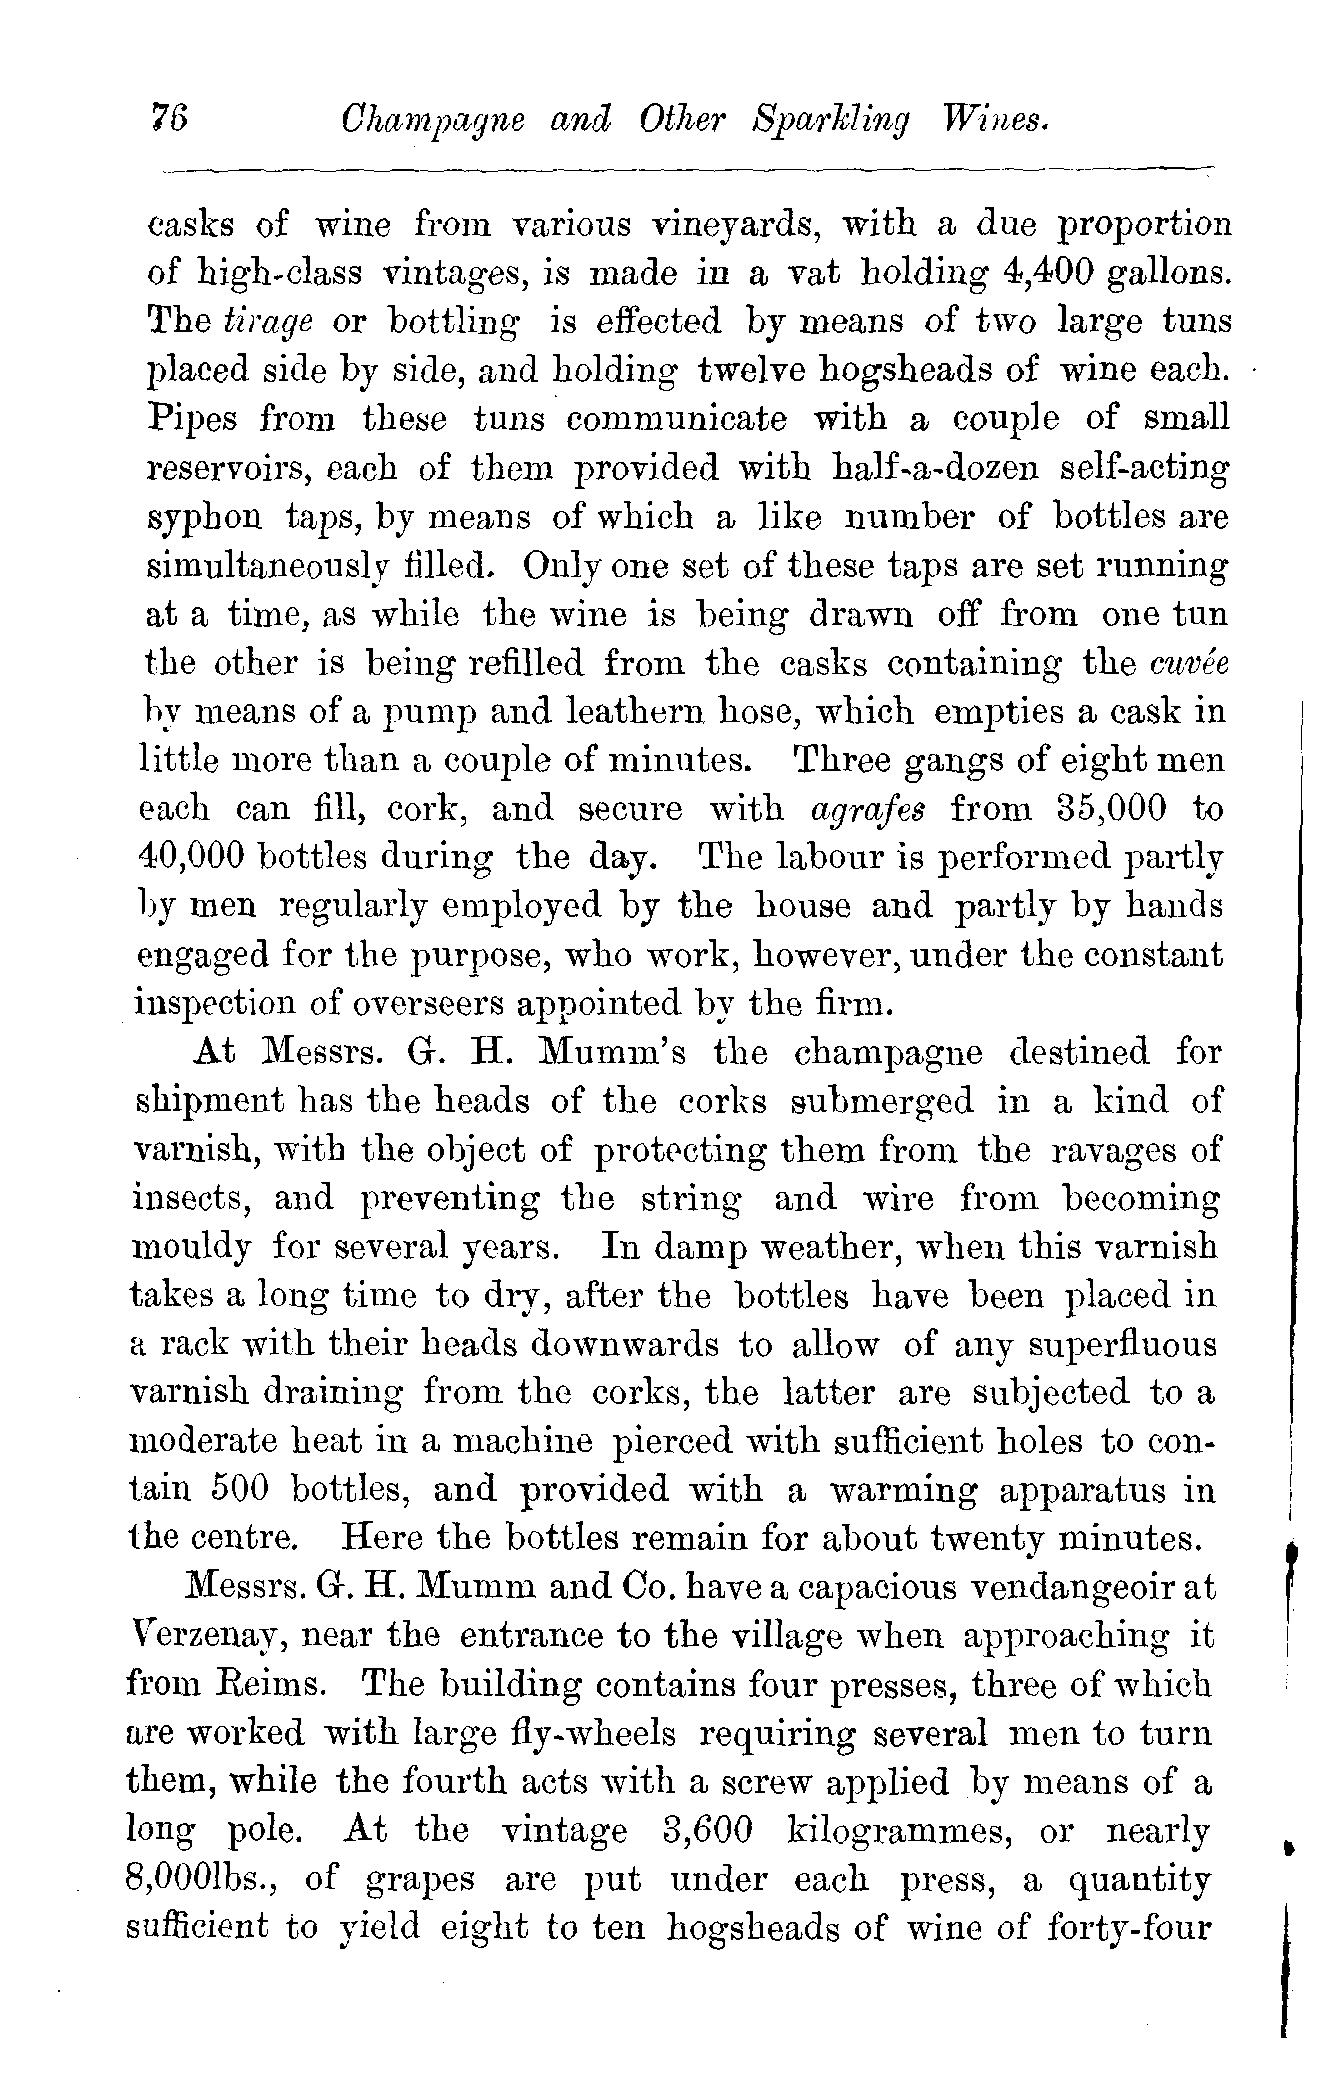 76 Champagne and Other Sparkling Wines.
casks of wine from various vineyards, with a due proportion
of high-class vintages, is made in a vat holding 4,400 gallons.
The tirage or bottling is effected by means of two large tuns
placed side by side, and holding twelve hogsheads of wine each.
Pipes from these tuns communicate with a couple of small
reservoirs, each of them provided with half-a-dozen self-acting
syphon taps, by means of which a like number of bottles are
simultaneously filled. Only one set of these taps are set running
at a time, as while the wine is being drawn off from one tun
the other is being refilled from the casks containing the cuvée
by means of a pump and leathern hose, which empties a cask in
little more than a couple of minutes. Three gangs of eight men
each can fill, cork, and secure with agrafes from 35,000 to
40,000 bottles during the day. The labour is performed partly
by men regularly employed by the house and partly by hands
engaged for the purpose, who work, however, under the constant
inspection of overseers appointed by the firm.
At Messrs. G. H. Mumm's the champagne destined for
shipment has the heads of the corks submerged in a kind of
varnish, with the object of protecting them from the ravages of
insects, and preventing the string and wire from becoming
mouldy for several years. In damp weather, when this varnish
takes a long time to dry, after the bottles have been placed in
a rack with their heads downwards to allow of any superfluous
varnish draining from the corks, the latter are subjected to a
moderate heat in a machine pierced with sufficient holes to con-
tain 500 bottles, and provided with a warming apparatus in
the centre. Here the bottles remain for about twenty minutes.
Messrs. G. H. Mumm and Co. have a capacious vendangeoir at
Verzenay, near the entrance to the village when approaching it
from Reims. The building contains four presses, three of which
are worked with large fly-wheels requiring several men to turn
them, while the fourth acts with a screw applied by means of a
long pole. At the vintage 3,600 kilogrammes, or nearly
8,000lbs., of grapes are put under each press, a quantity
sufficient to yield eight to ten hogsheads of wine of forty-four